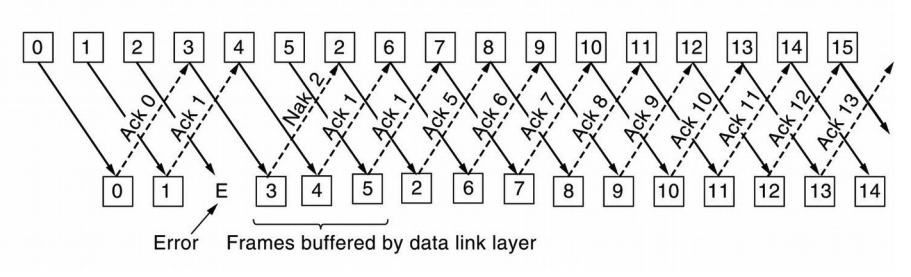 0 1 2 3 4 5 2 6 7 8 9 10 11 12 13 14 15
Ack 0 Ack 1 Nak 2 Ack 1 Ack 1 Ack 5 Ack 6 Ack 7 Ack 8 Ack 9 Ack 10 Ack 11 Ack 12 Ack 13
0 1 E 3 4 5 2 6 7 8 9 10 11 12 13 14
Error Frames buffered by data link layer